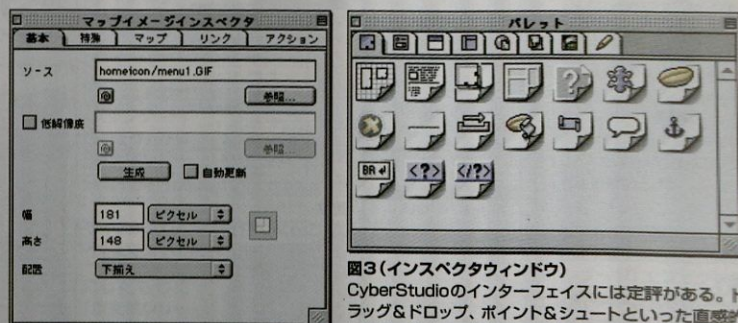 マップイメージインスペクタ
基本 特殊 マップ リンク アクション
ソース homeicon/menu1.GIF
参照...
低解像度
参照...
生成 自動更新
幅 181 ピクセル
高さ 148 ピクセル
配置 下揃え
パレット
BR <?> </?>
図3(インスペクタウィンドウ)
CyberStudioのインターフェイスには定評がある。ド
ラッグ&ドロップ、ポイント&シュートといった直感的